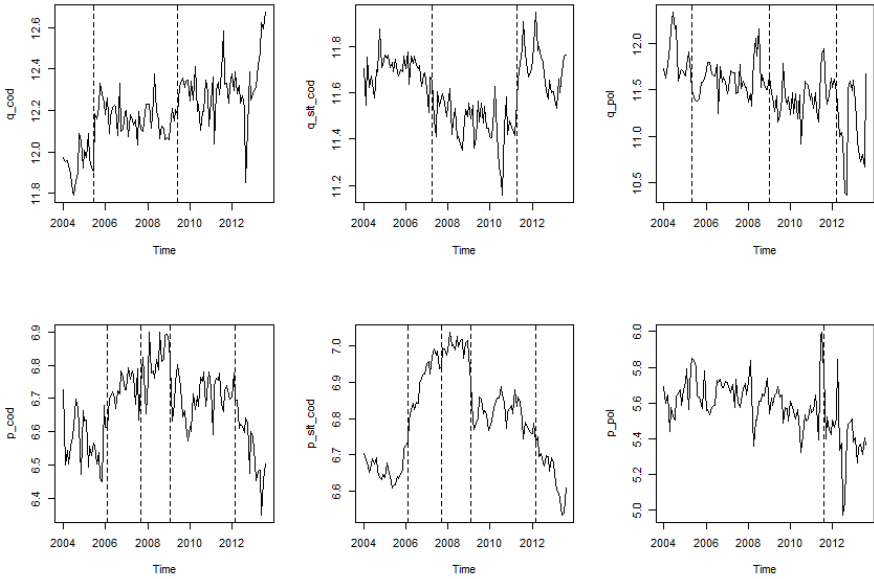 q_cod
11.8 12.0 12.2 12.4 12.6
2004 2006 2008 2010 2012
Time
q_slt_cod
11.2 11.4 11.6 11.8
2004 2006 2008 2010 2012
Time
q_pol
10.5 11.0 11.5 12.0
2004 2006 2008 2010 2012
Time
p_cod
6.4 6.5 6.6 6.7 6.8 6.9
2004 2006 2008 2010 2012
Time
p_slt_cod
6.6 6.7 6.8 6.9 7.0
2004 2006 2008 2010 2012
Time
p_pol
5.0 5.2 5.4 5.6 5.8 6.0
2004 2006 2008 2010 2012
Time